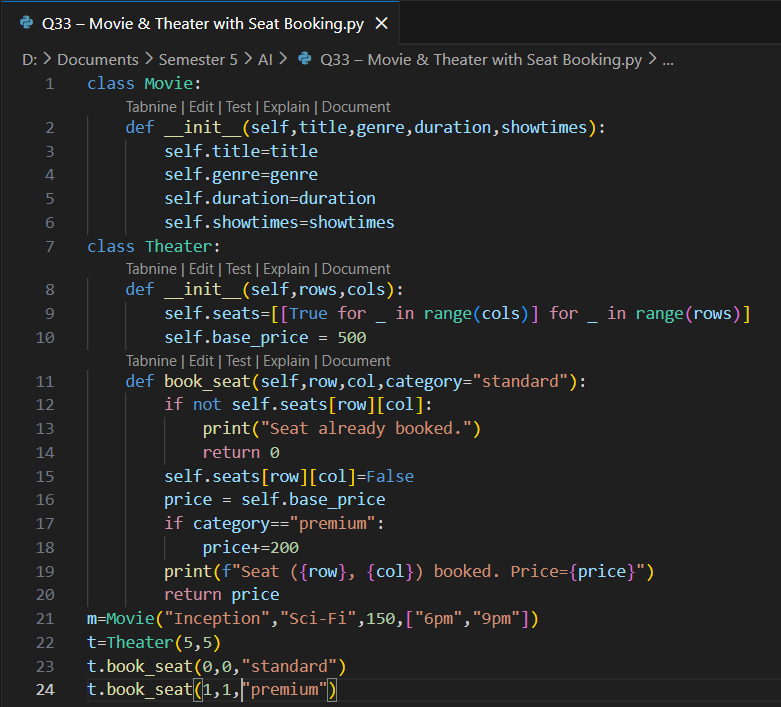 Q33 – Movie & Theater with Seat Booking.py
D: > Documents > Semester 5 > AI > Q33 – Movie & Theater with Seat Booking.py > ...
1 class Movie:
Tabnine | Edit | Test | Explain | Document
2     def __init__(self,title,genre,duration,showtimes):
3         self.title=title
4         self.genre=genre
5         self.duration=duration
6         self.showtimes=showtimes
7 class Theater:
Tabnine | Edit | Test | Explain | Document
8     def __init__(self,rows,cols):
9         self.seats=[[True for _ in range(cols)] for _ in range(rows)]
10         self.base_price = 500
Tabnine | Edit | Test | Explain | Document
11     def book_seat(self,row,col,category="standard"):
12         if not self.seats[row][col]:
13             print("Seat already booked.")
14             return 0
15         self.seats[row][col]=False
16         price = self.base_price
17         if category=="premium":
18             price+=200
19         print(f"Seat ({row}, {col}) booked. Price={price}")
20         return price
21 m=Movie("Inception","Sci-Fi",150,["6pm","9pm"])
22 t=Theater(5,5)
23 t.book_seat(0,0,"standard")
24 t.book_seat(1,1,"premium")